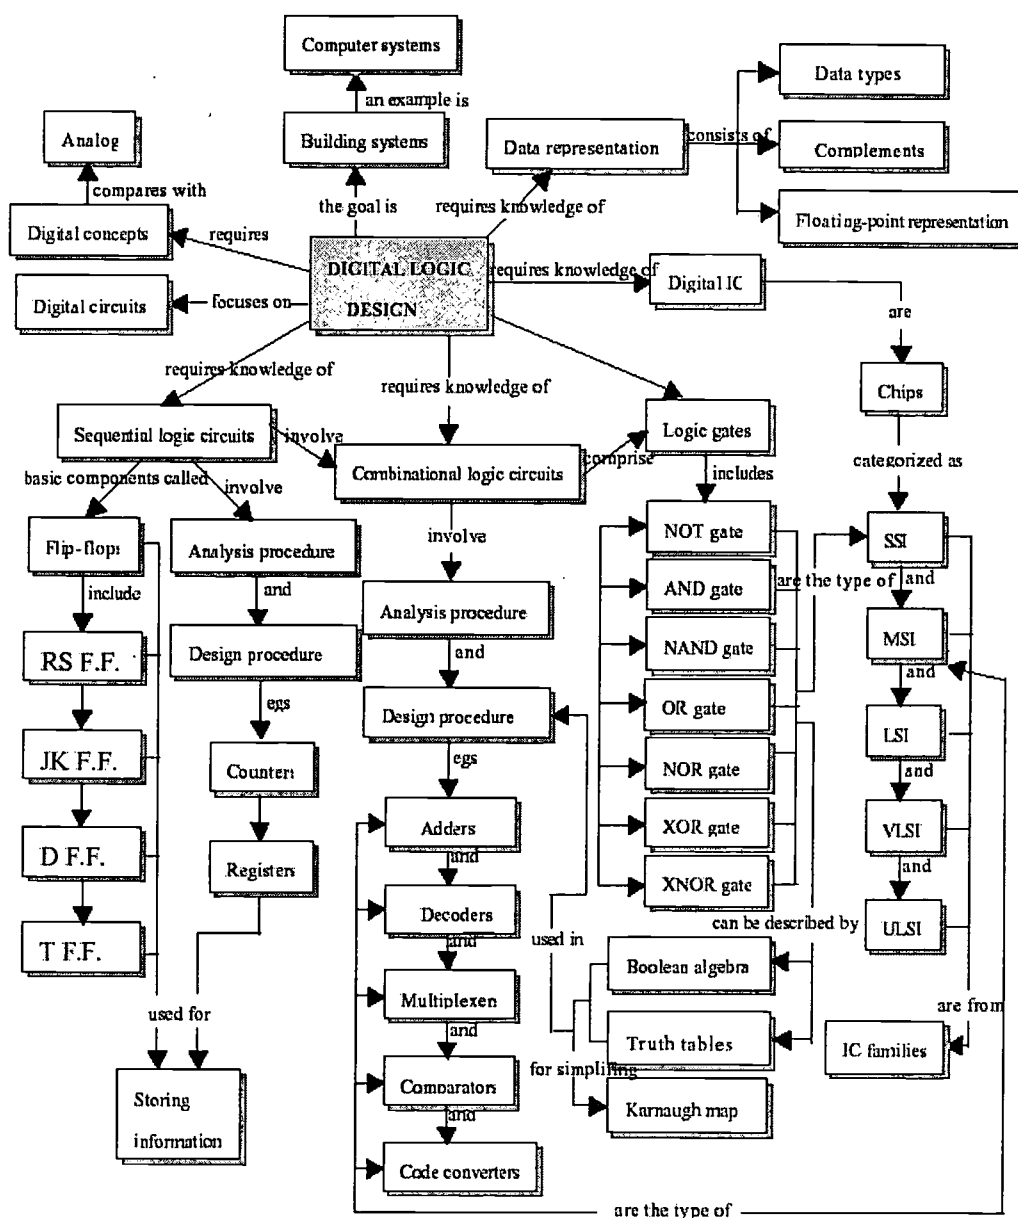 Computer systems
an example is
Data types
Analog
Building systems
Data representation
consists of
Complements
compares with
the goal is
requires knowledge of
Digital concepts
requires
Floating-point representation
DIGITAL LOGIC
DESIGN
requires knowledge of
Digital IC
Digital circuits
focuses on
are
requires knowledge of
requires knowledge of
Chips
Sequential logic circuits
involve
Combinational logic circuits
comprise
Logic gates
categorized as
basic components called
involve
includes
Flip-flops
Analysis procedure
involve
NOT gate
SSI
include
and
Analysis procedure
AND gate
are the type of
and
RS F.F.
Design procedure
and
NAND gate
MSI
and
egs
Design procedure
OR gate
LSI
JK F.F.
Counters
egs
NOR gate
and
Adders
XOR gate
VLSI
D F.F.
Registers
and
XNOR gate
and
Decoders
can be described by
ULSI
T F.F.
and
used in
Boolean algebra
used for
Multiplexen
are from
and
Truth tables
IC families
for simplifing
Storing
information
Comparators
Karnaugh map
and
Code converters
are the type of